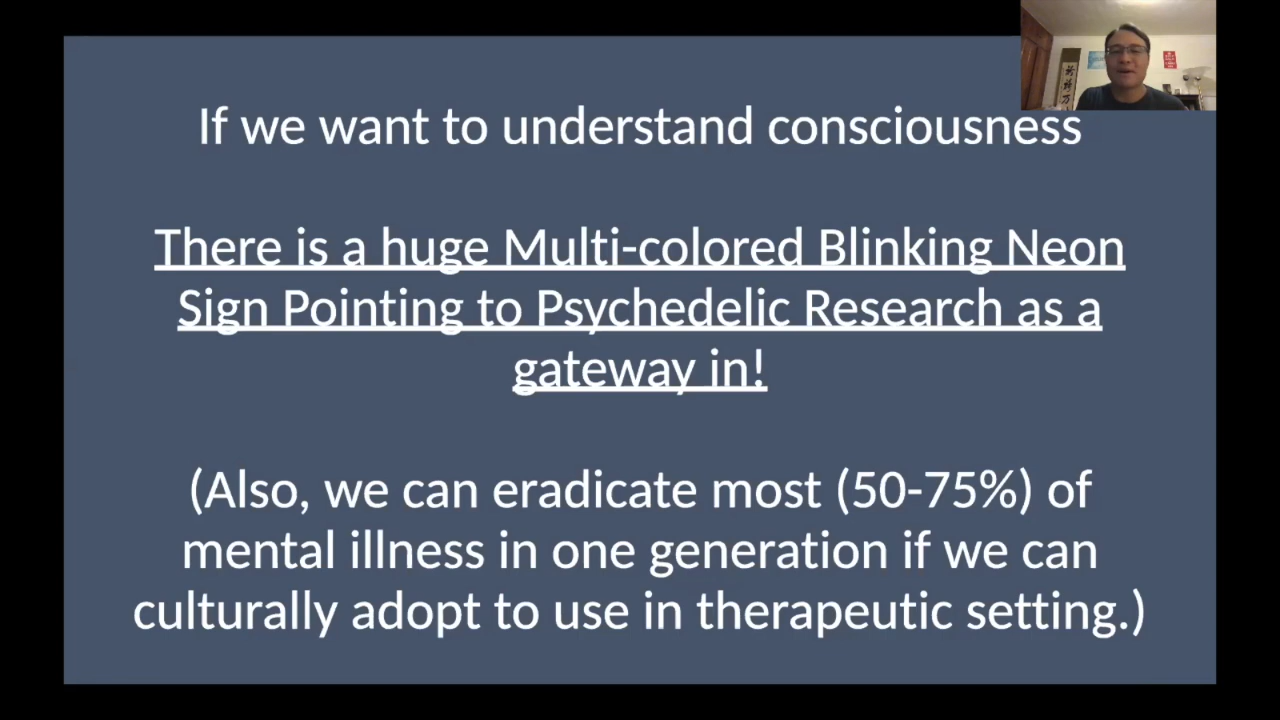 If we want to understand consciousness
There is a huge Multi-colored Blinking Neon
Sign Pointing to Psychedelic Research as a
gateway in!
(Also, we can eradicate most (50-75%) of
mental illness in one generation if we can
culturally adopt to use in therapeutic setting.)